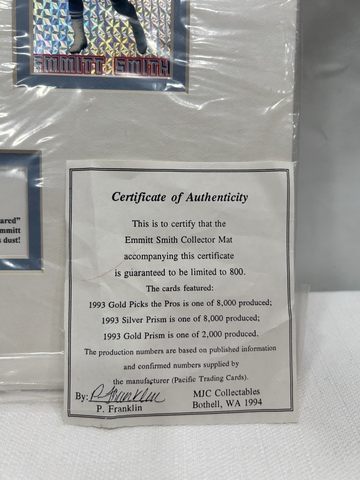 EMMITT SMITH
ared"
mmitt
dust!
Certificate of Authenticity
This is to certify that the
Emmitt Smith Collector Mat
accompanying this certificate
is guaranteed to be limited to 800.
The cards featured:
1993 Gold Picks the Pros is one of 8,000 produced;
1993 Silver Prism is one of 8,000 produced;
1993 Gold Prism is one of 2,000 produced.
The production numbers are based on published information
and confirmed numbers supplied by
the manufacturer (Pacific Trading Cards).
By: P. Franklin MJC Collectables
P. Franklin Bothell, WA 1994